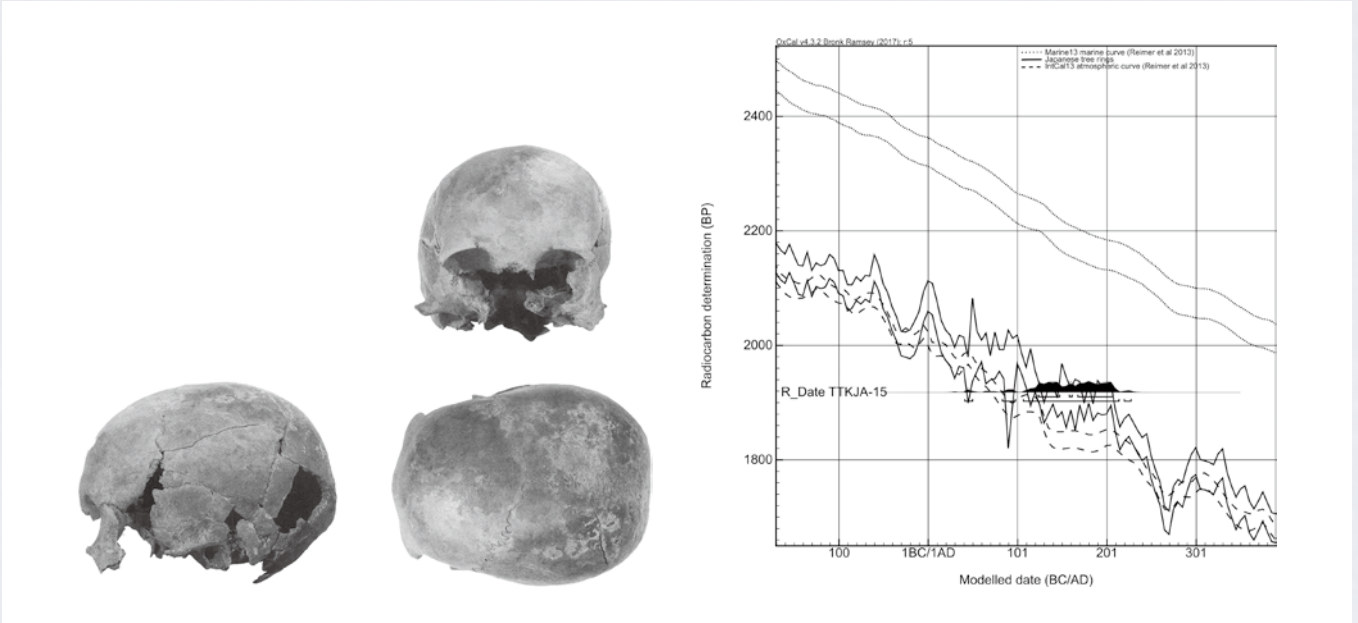 OxCal v4.3.2 Bronk Ramsey (2017); r:5
Marine13 marine curve (Reimer et al 2013)
Japanese tree rings
IntCal13 atmospheric curve (Reimer et al 2013)
2400
2200
2000
1800
Radiocarbon determination (BP)
R_Date TTKJA-15
100
1BC/1AD
101
201
301
Modelled date (BC/AD)